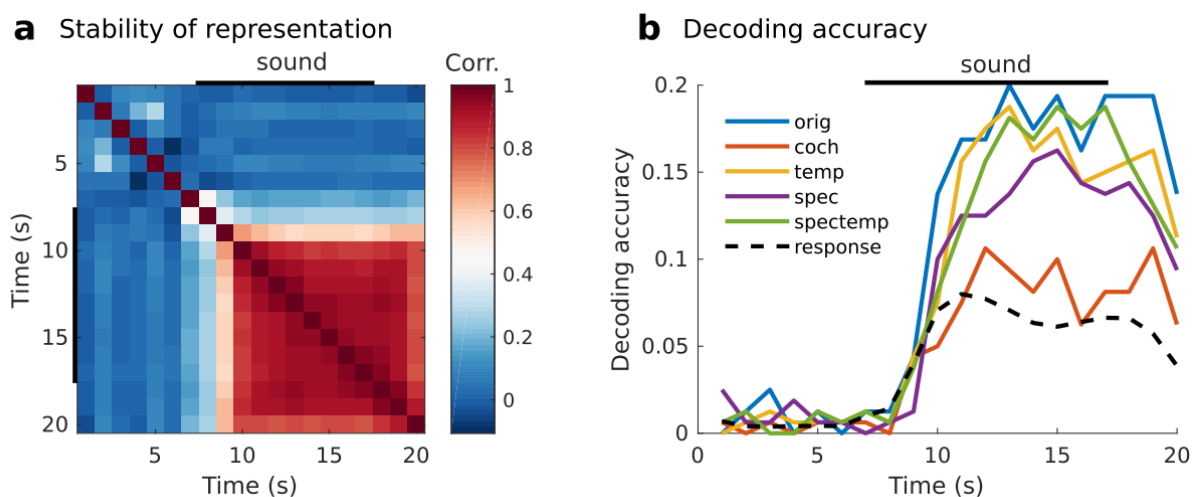 a Stability of representation
sound
Corr.
1
0.8
0.6
0.4
0.2
0
5
10
15
20
Time (s)
5
10
15
20
Time (s)
b Decoding accuracy
sound
0.2
0.15
0.1
0.05
0
Decoding accuracy
orig
coch
temp
spec
spectemp
response
0
5
10
15
20
Time (s)